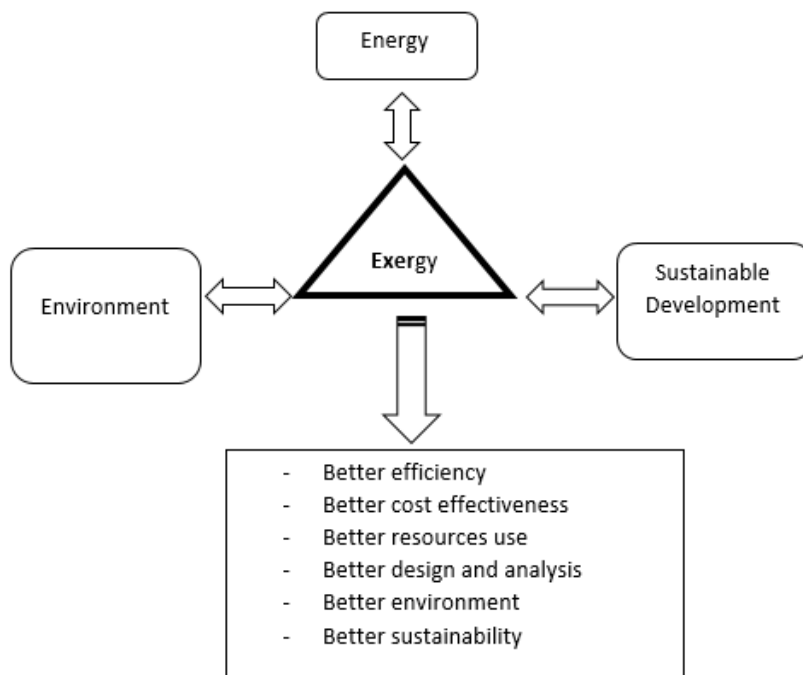 Energy
Exergy
Environment
Sustainable
Development
- Better efficiency
- Better cost effectiveness
- Better resources use
- Better design and analysis
- Better environment
- Better sustainability